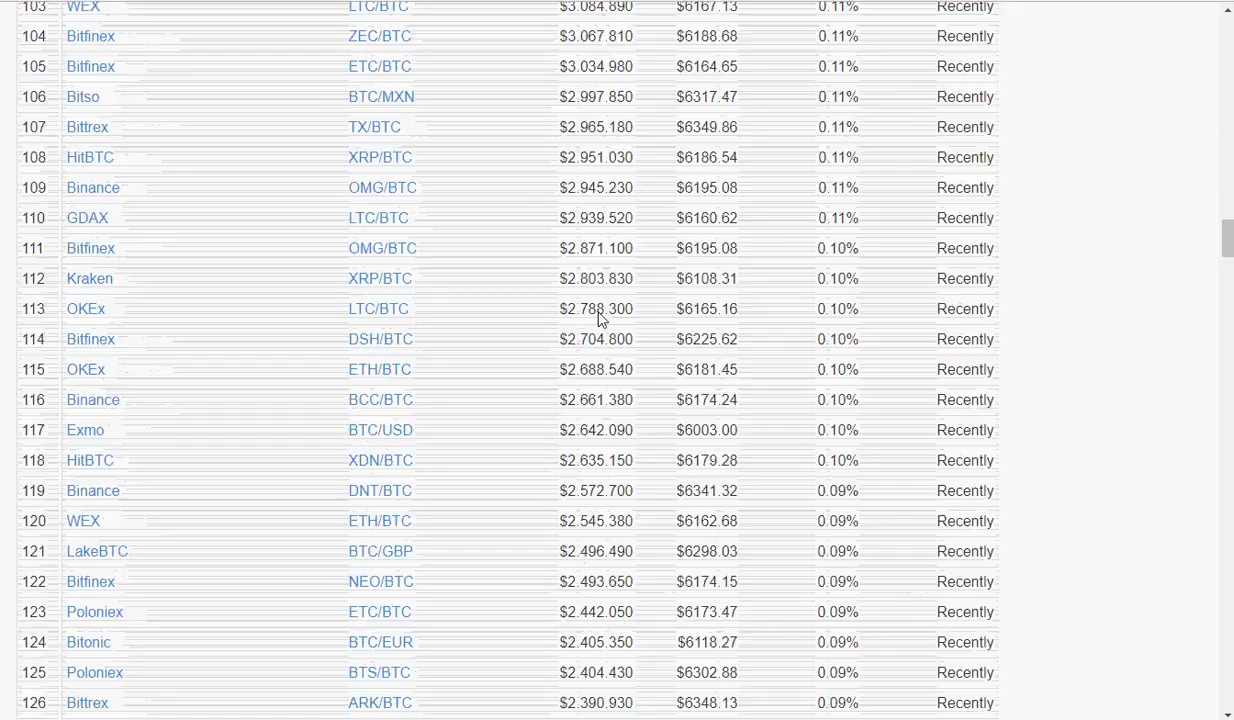 103 WEX LTC/BTC $3.084.890 $6167.13 0.11% Recently
104 Bitfinex ZEC/BTC $3.067.810 $6188.68 0.11% Recently
105 Bitfinex ETC/BTC $3.034.980 $6164.65 0.11% Recently
106 Bitso BTC/MXN $2.997.850 $6317.47 0.11% Recently
107 Bittrex TX/BTC $2.965.180 $6349.86 0.11% Recently
108 HitBTC XRP/BTC $2.951.030 $6186.54 0.11% Recently
109 Binance OMG/BTC $2.945.230 $6195.08 0.11% Recently
110 GDAX LTC/BTC $2.939.520 $6160.62 0.11% Recently
111 Bitfinex OMG/BTC $2.871.100 $6195.08 0.10% Recently
112 Kraken XRP/BTC $2.803.830 $6108.31 0.10% Recently
113 OKEx LTC/BTC $2.788.300 $6165.16 0.10% Recently
114 Bitfinex DSH/BTC $2.704.800 $6225.62 0.10% Recently
115 OKEx ETH/BTC $2.688.540 $6181.45 0.10% Recently
116 Binance BCC/BTC $2.661.380 $6174.24 0.10% Recently
117 Exmo BTC/USD $2.642.090 $6003.00 0.10% Recently
118 HitBTC XDN/BTC $2.635.150 $6179.28 0.10% Recently
119 Binance DNT/BTC $2.572.700 $6341.32 0.09% Recently
120 WEX ETH/BTC $2.545.380 $6162.68 0.09% Recently
121 LakeBTC BTC/GBP $2.496.490 $6298.03 0.09% Recently
122 Bitfinex NEO/BTC $2.493.650 $6174.15 0.09% Recently
123 Poloniex ETC/BTC $2.442.050 $6173.47 0.09% Recently
124 Bitonic BTC/EUR $2.405.350 $6118.27 0.09% Recently
125 Poloniex BTS/BTC $2.404.430 $6302.88 0.09% Recently
126 Bittrex ARK/BTC $2.390.930 $6348.13 0.09% Recently